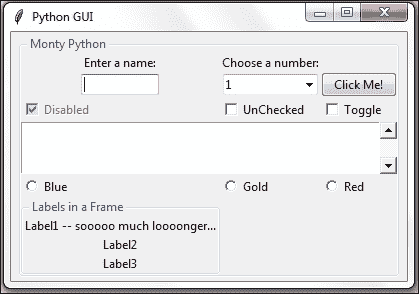 Python GUI
Monty Python
Enter a name: Choose a number:
1 Click Me!
Disabled UnChecked Toggle
Blue Gold Red
Labels in a Frame
Label1 -- sooooo much loooonger...
Label2
Label3